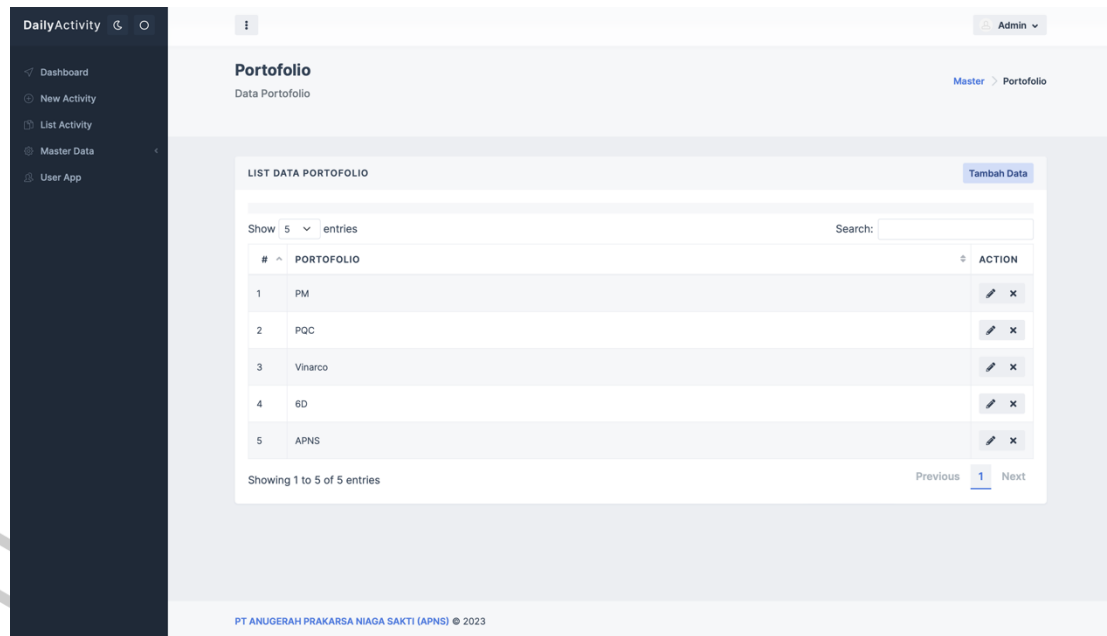 DailyActivity
Admin
Dashboard
New Activity
List Activity
Master Data
User App
Portofolio
Data Portofolio
Master > Portofolio
LIST DATA PORTOFOLIO
Tambah Data
Show 5 entries
Search:
# PORTOFOLIO ACTION
1 PM
2 PQC
3 Vinarco
4 6D
5 APNS
Showing 1 to 5 of 5 entries
Previous 1 Next
PT ANUGERAH PRAKARSA NIAGA SAKTI (APNS) © 2023